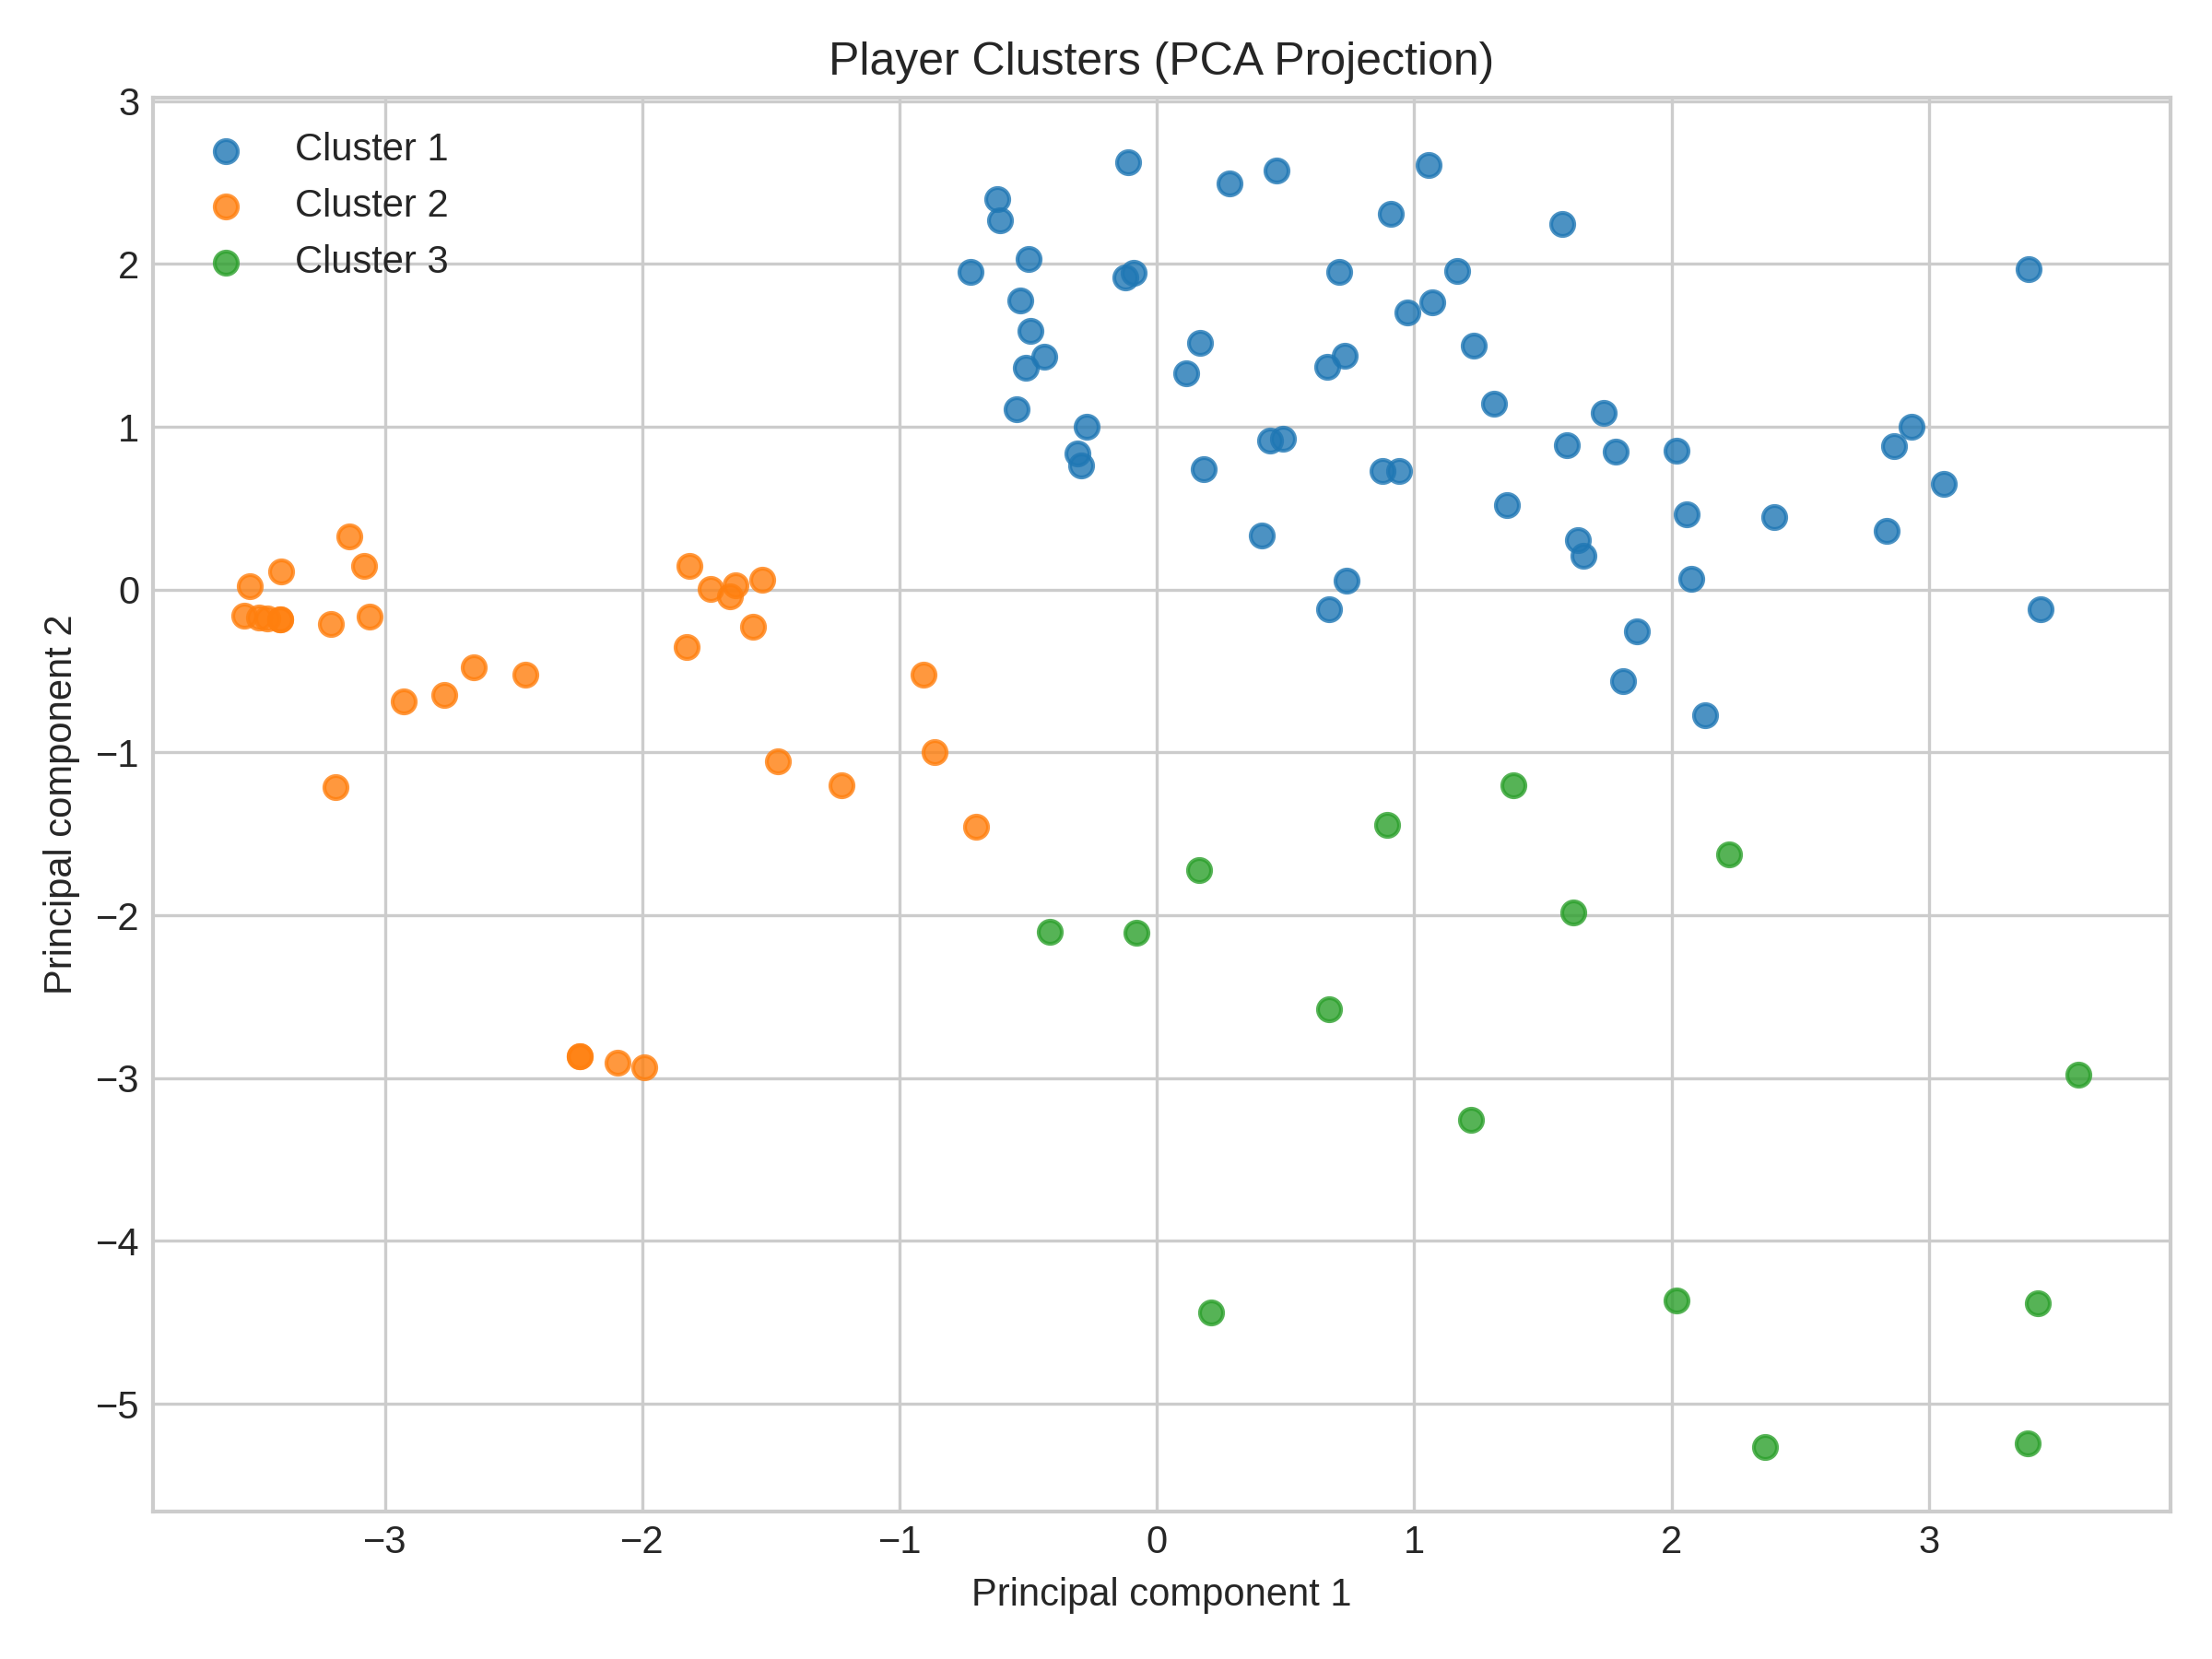 Player Clusters (PCA Projection)
Cluster 1
Cluster 2
Cluster 3
3
2
1
0
−1
−2
−3
−4
−5
Principal component 2
−3
−2
−1
0
1
2
3
Principal component 1